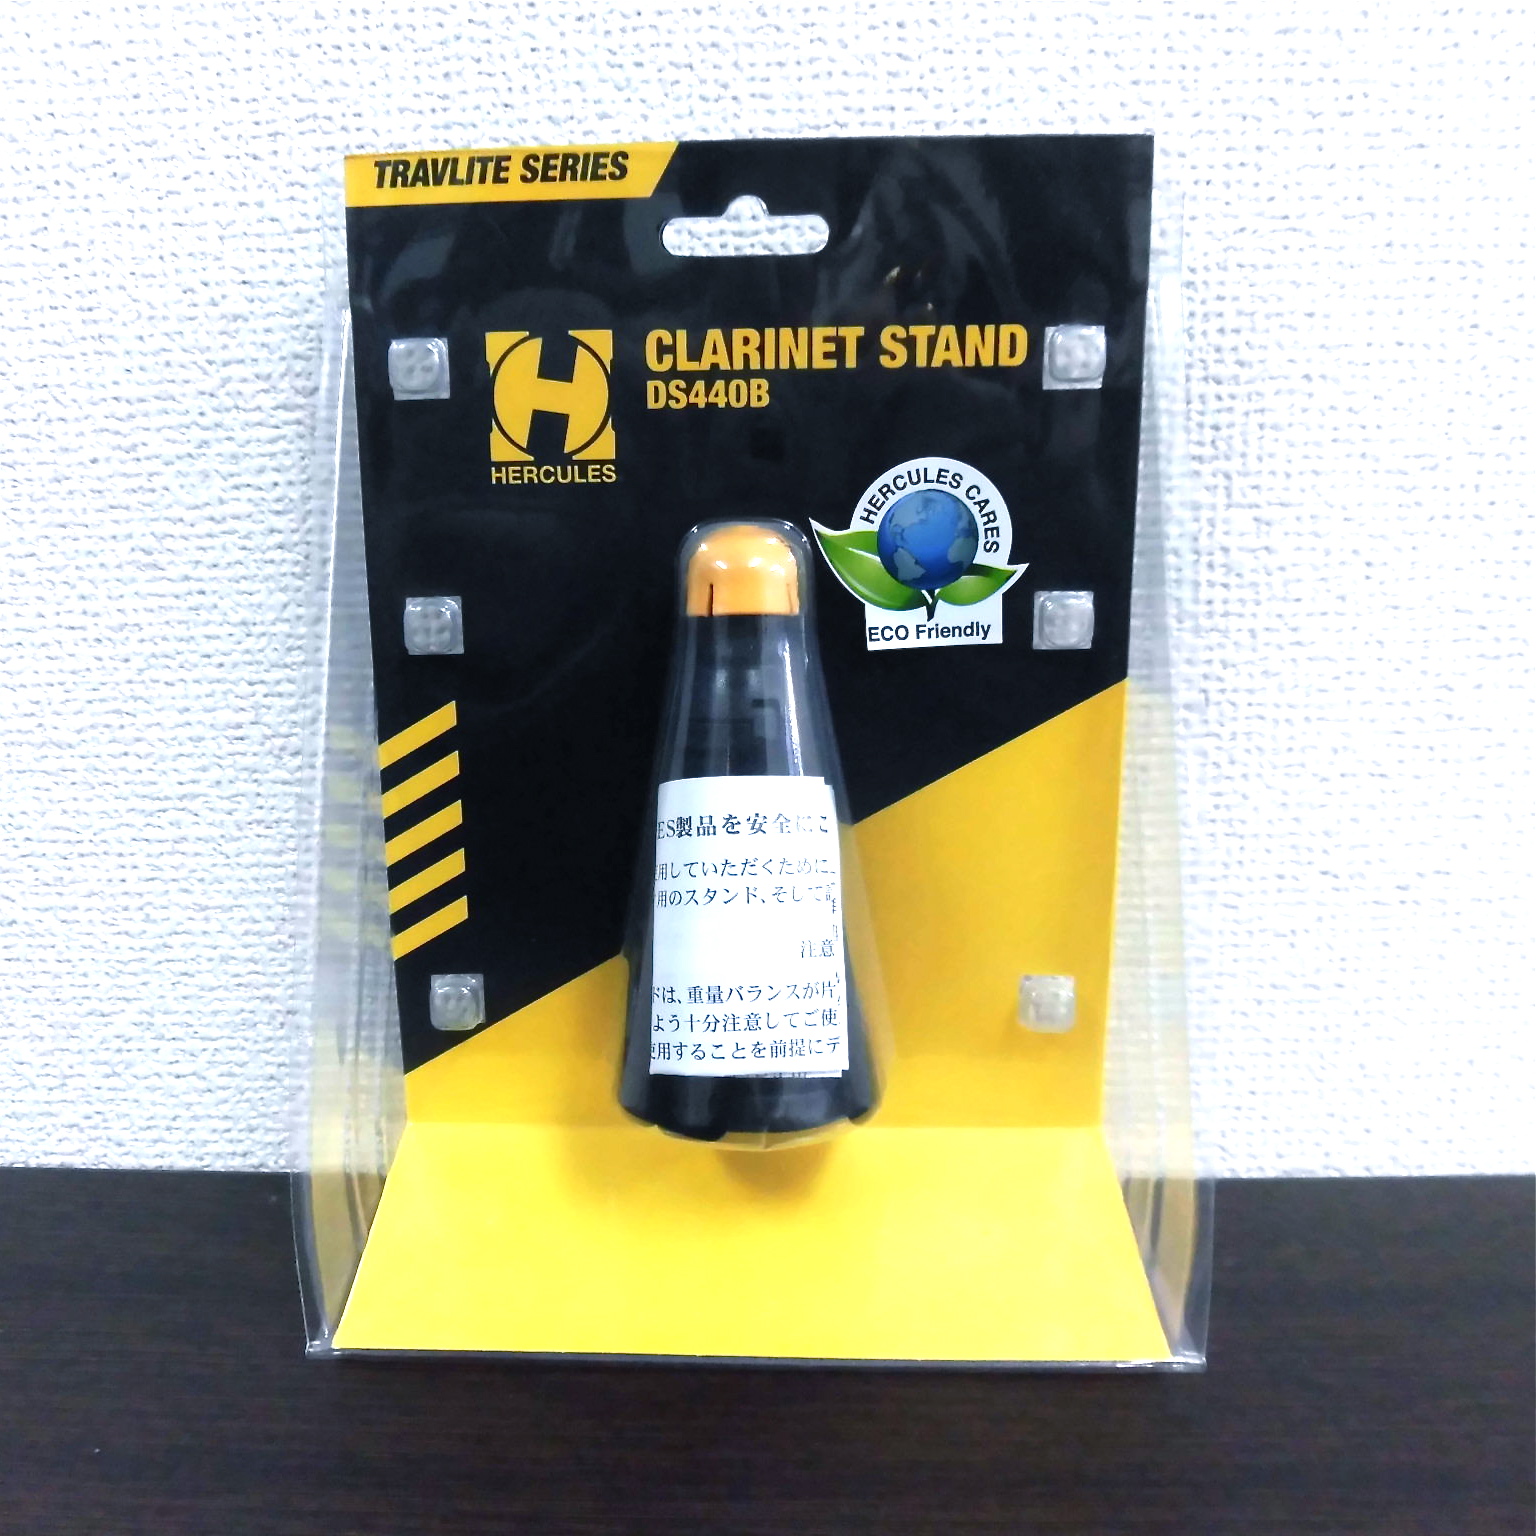 TRAVLITE SERIES
CLARINET STAND
DS440B
HERCULES
HERCULES CARES
ECO Friendly
ES製品を安全にご
用していただくために
用のスタンド、そして
注意
ドは、重量バランスが片
よう十分注意してご使
使用することを前提にデ